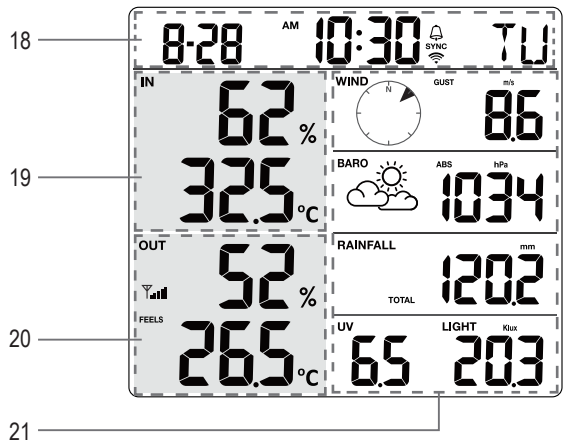 18
8-28 AM 10:30 SYNC TU
19
IN
62 %
32.5 °C
WIND N GUST m/s
8.6
BARO ABS hPa
1034
20
OUT
52 %
FEELS
26.5 °C
RAINFALL mm
TOTAL 120.2
UV 6.5
LIGHT Klux 20.3
21